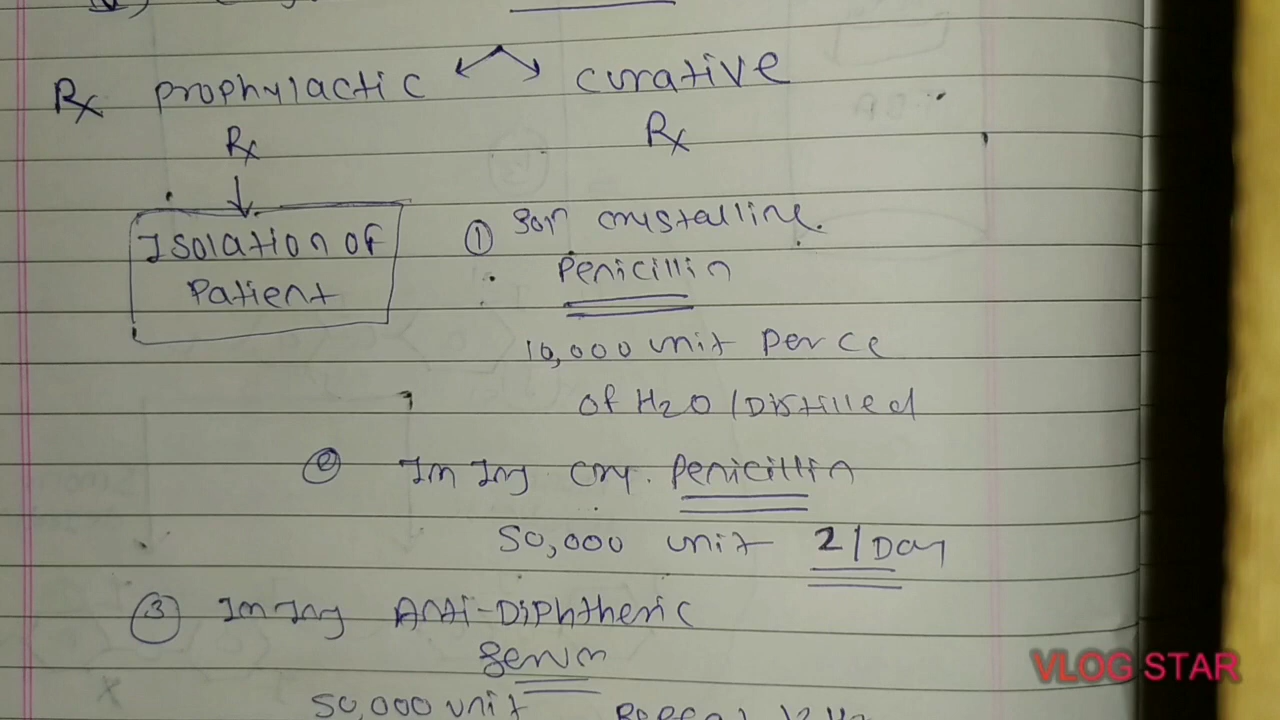 Rx prophylactic curative
Rx Rx
Isolation of
Patient
① Soln crystalline
Penicillin
10,000 unit per cc
of H2O / Distilled
② Im Inj cry. Penicillin
50,000 unit 2/Day
③ Im Inj Anti-Diphtheric
Serum
50,000 unit
VLOG STAR